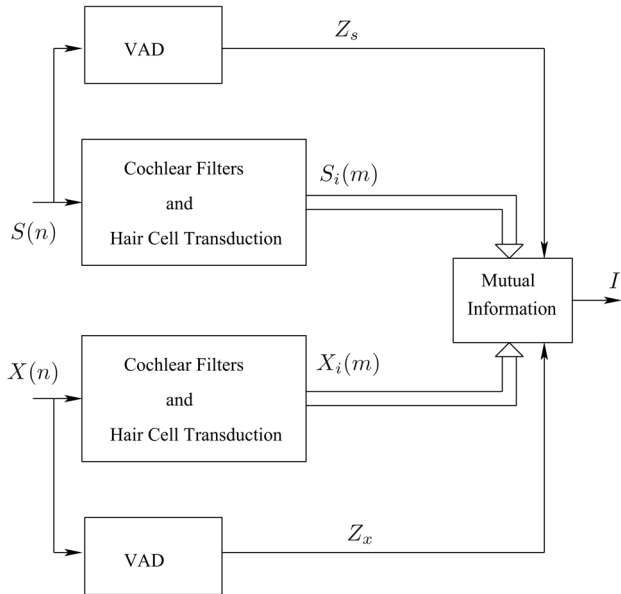 VAD
Z_s
Cochlear Filters
and
Hair Cell Transduction
S_i(m)
S(n)
Mutual
Information
I
X(n)
Cochlear Filters
and
Hair Cell Transduction
X_i(m)
VAD
Z_x